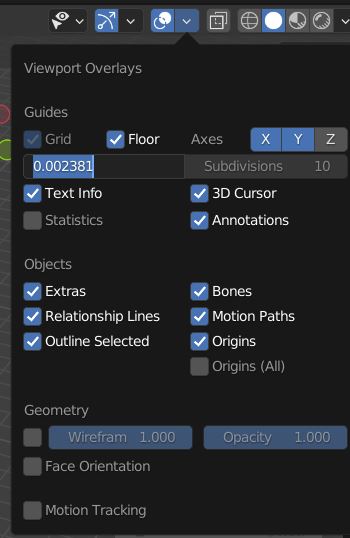 Viewport Overlays
Guides
Grid Floor Axes X Y Z
0.002381 Subdivisions 10
Text Info 3D Cursor
Statistics Annotations
Objects
Extras Bones
Relationship Lines Motion Paths
Outline Selected Origins
Origins (All)
Geometry
Wirefram 1.000 Opacity 1.000
Face Orientation
Motion Tracking